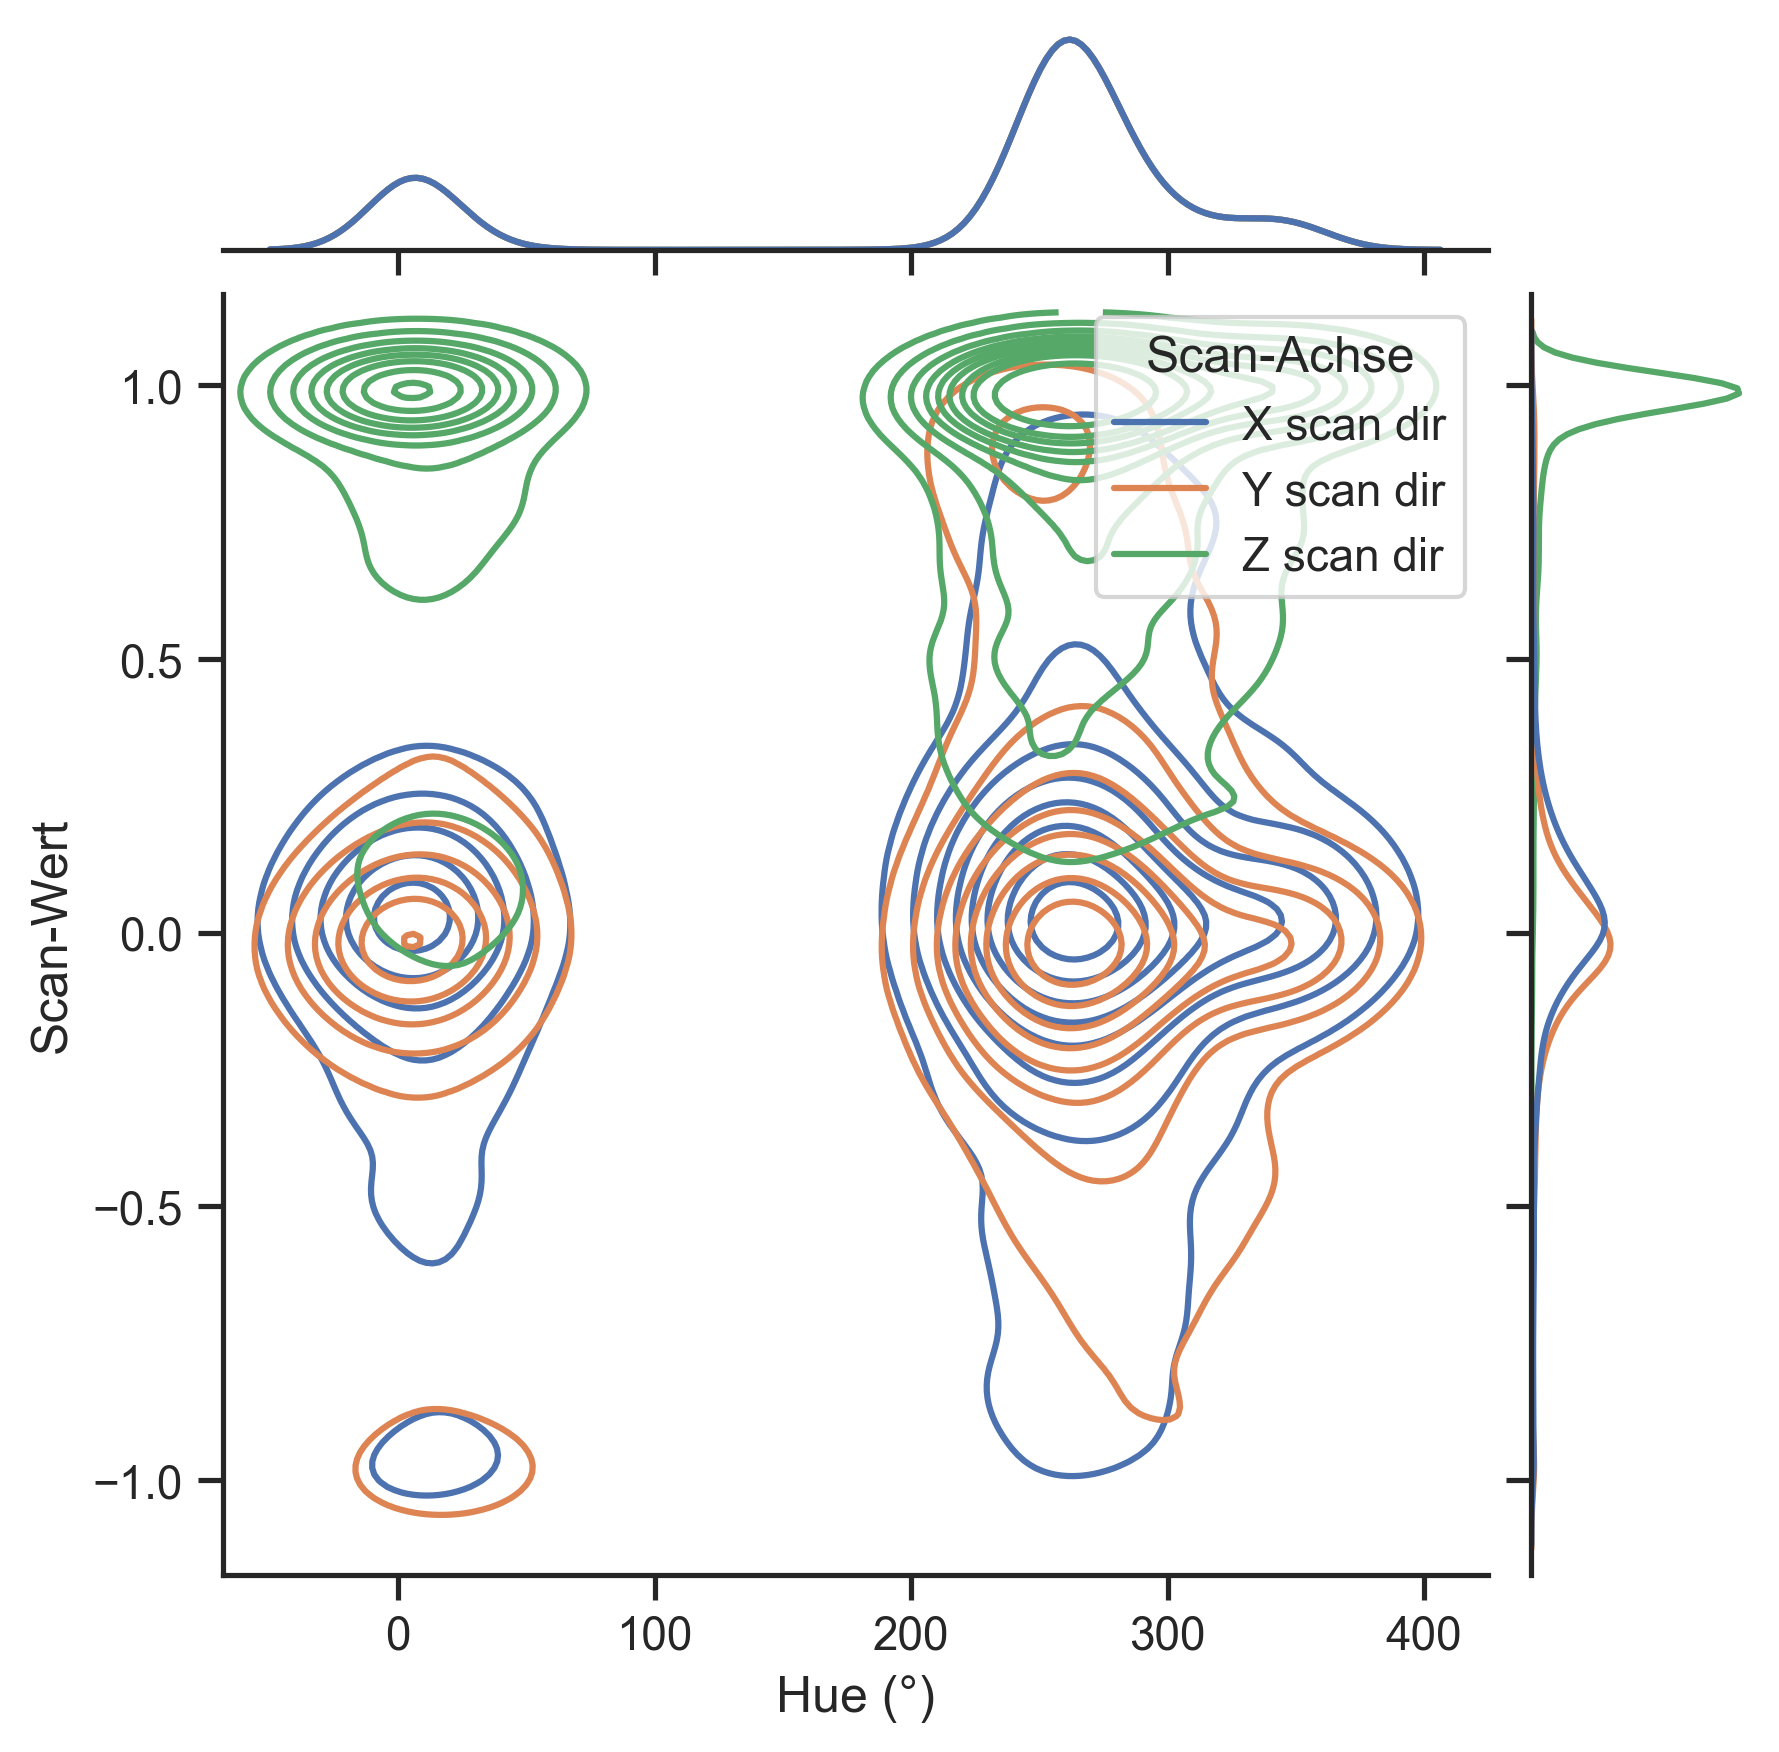 Scan-Achse
X scan dir
Y scan dir
Z scan dir
1.0
0.5
0.0
−0.5
−1.0
Scan-Wert
0 100 200 300 400
Hue (°)